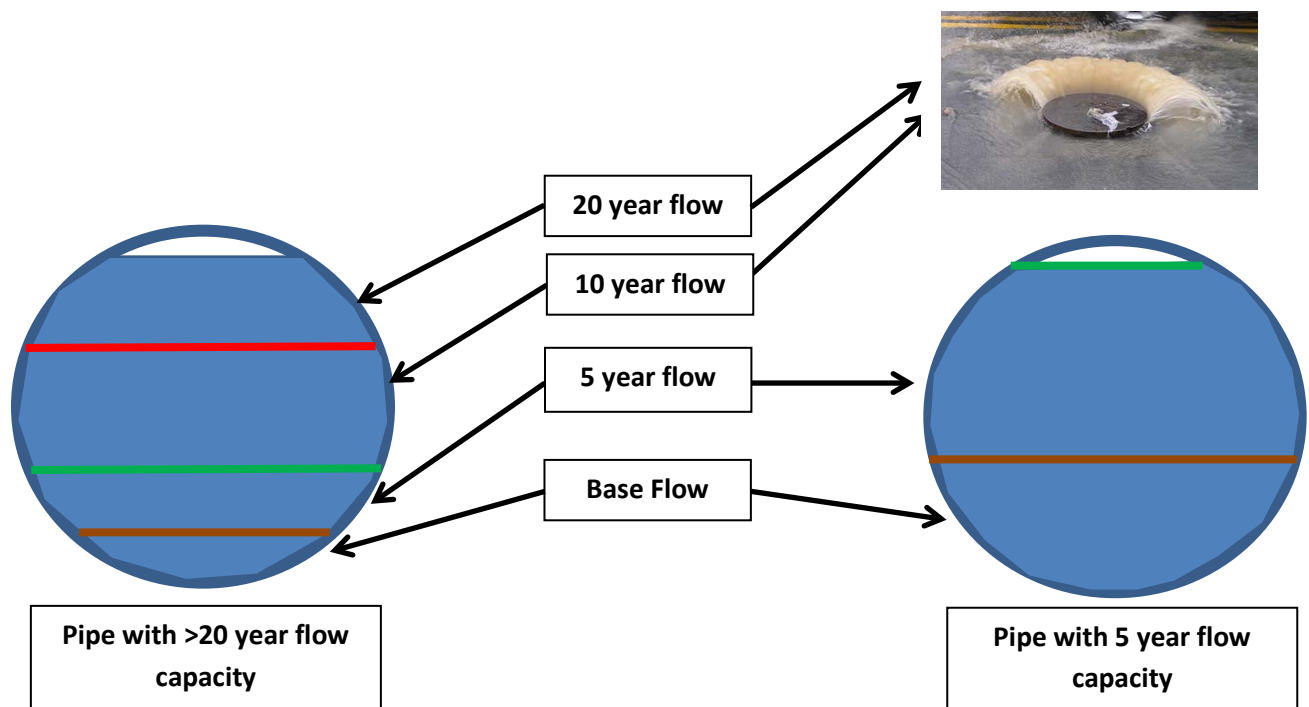 20 year flow
10 year flow
5 year flow
Base Flow
Pipe with >20 year flow
capacity
Pipe with 5 year flow
capacity